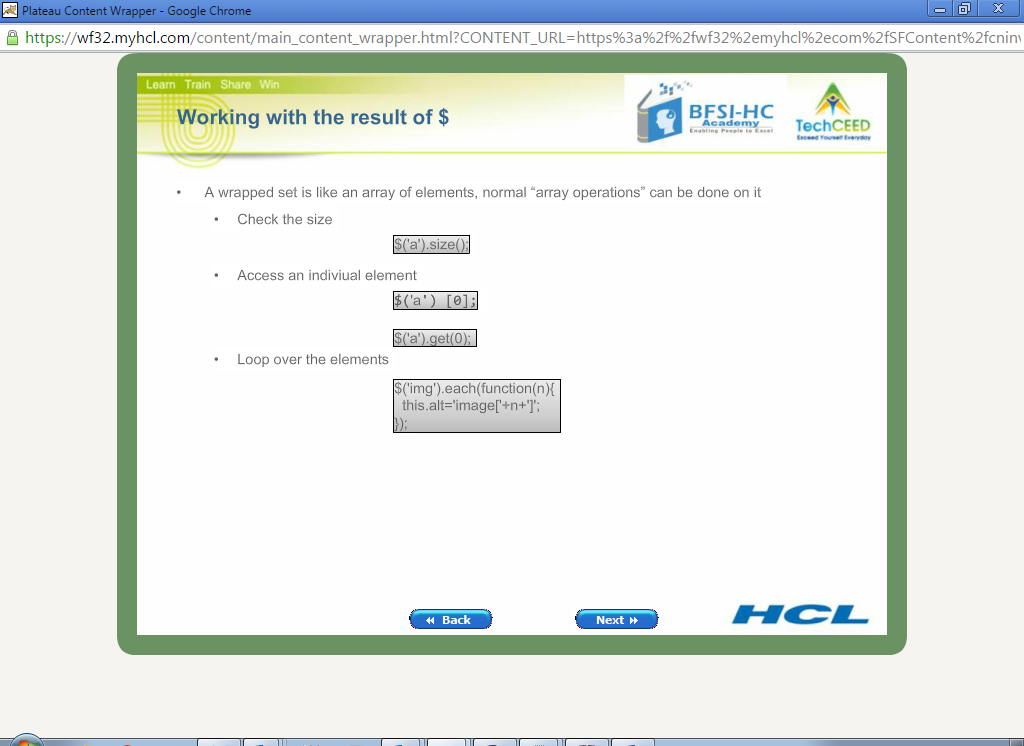 Plateau Content Wrapper - Google Chrome
https://wf32.myhcl.com/content/main_content_wrapper.html?CONTENT_URL=https%3a%2f%2fwf32%2emyhcl%2ecom%2fSFContent%2fcninv
Learn Train Share Win
Working with the result of $
BFSI-HC
Academy
Enabling People to Excel
TechCEED
Exceed Yourself Everyday
• A wrapped set is like an array of elements, normal “array operations” can be done on it
• Check the size
$('a').size();
• Access an indiviual element
$('a') [0];
$('a').get(0);
• Loop over the elements
$('img').each(function(n){
this.alt='image['+n+']';
});
Back
Next
HCL